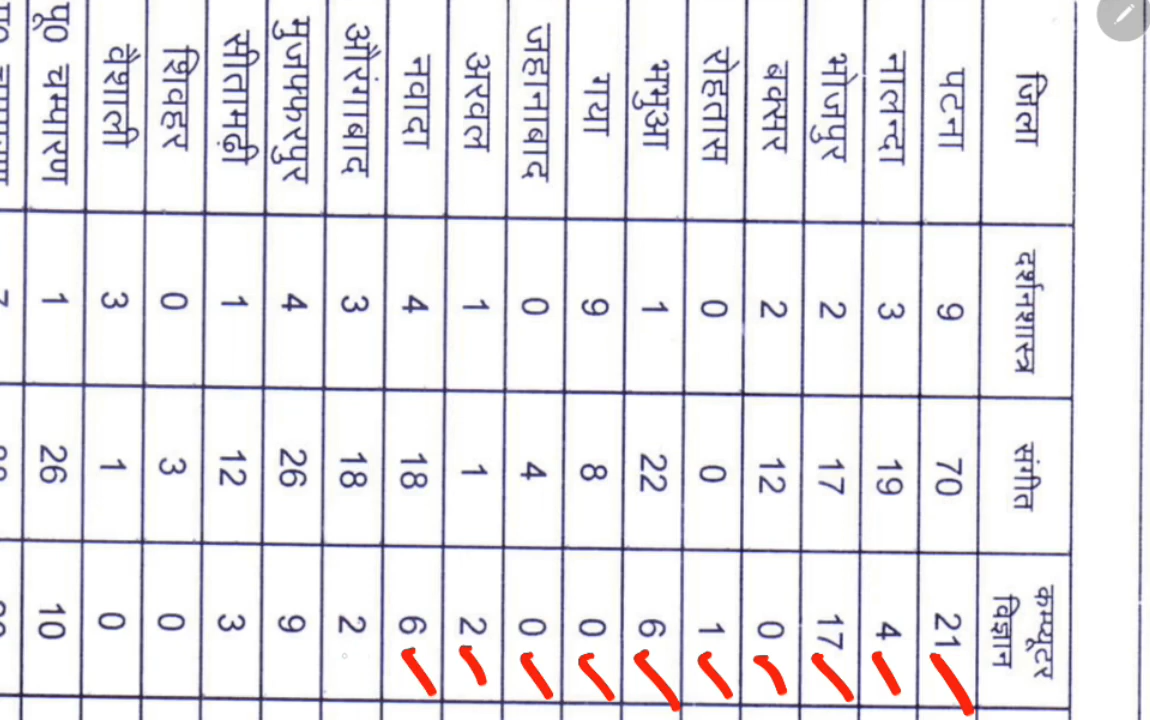 जिला दर्शनशास्त्र संगीत कम्प्यूटर विज्ञान
पटना 9 70 21
नालन्दा 3 19 4
भोजपुर 2 17 17
बक्सर 2 12 0
रोहतास 0 0 1
भभुआ 1 22 6
गया 9 8 0
जहानाबाद 0 4 0
अरवल 1 1 2
नवादा 4 18 6
औरंगाबाद 3 18 2
मुजफ्फरपुर 4 26 9
सीतामढ़ी 1 12 3
शिवहर 0 3 0
वैशाली 3 1 0
पू0 चम्पारण 1 26 10